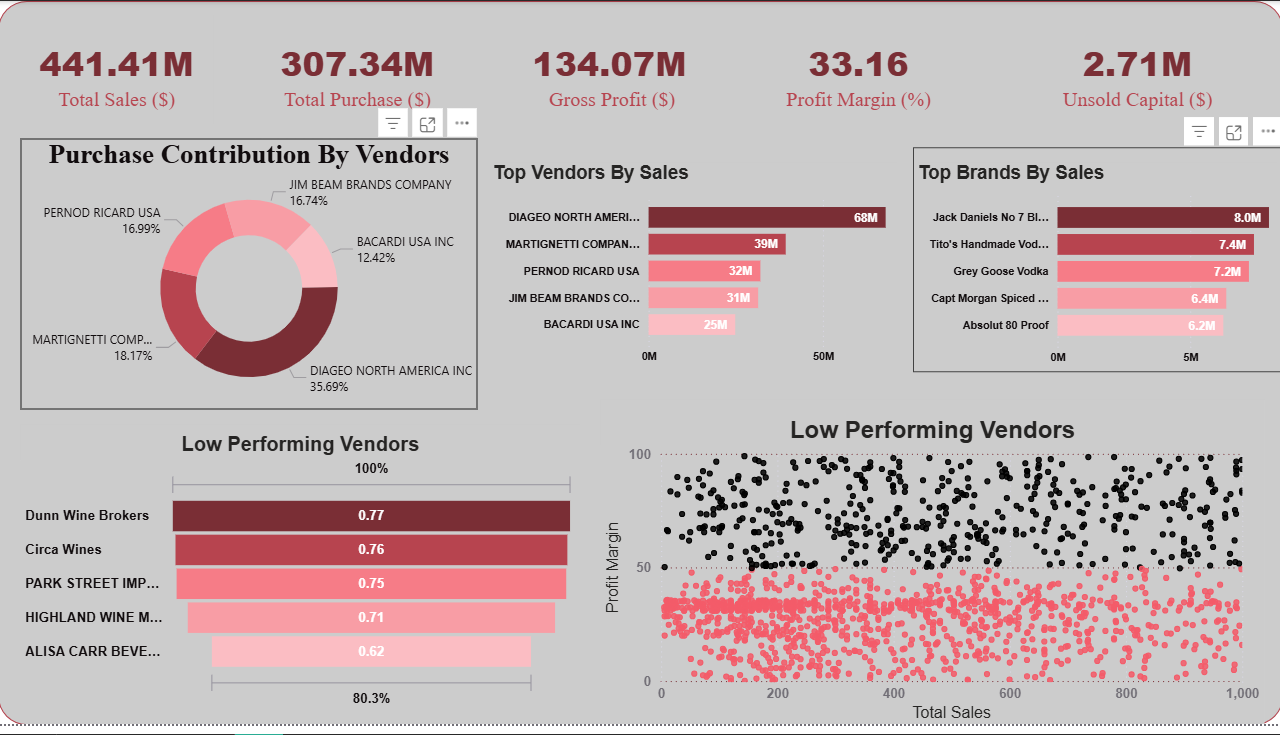 441.41M
Total Sales ($)
307.34M
Total Purchase ($)
134.07M
Gross Profit ($)
33.16
Profit Margin (%)
2.71M
Unsold Capital ($)
Purchase Contribution By Vendors
JIM BEAM BRANDS COMPANY
16.74%
PERNOD RICARD USA
16.99%
BACARDI USA INC
12.42%
MARTIGNETTI COMP...
18.17%
DIAGEO NORTH AMERICA INC
35.69%
Top Vendors By Sales
DIAGEO NORTH AMERI... 68M
MARTIGNETTI COMPAN... 39M
PERNOD RICARD USA 32M
JIM BEAM BRANDS CO... 31M
BACARDI USA INC 25M
0M 50M
Top Brands By Sales
Jack Daniels No 7 Bl... 8.0M
Tito's Handmade Vod... 7.4M
Grey Goose Vodka 7.2M
Capt Morgan Spiced ... 6.4M
Absolut 80 Proof 6.2M
0M 5M
Low Performing Vendors
100%
Dunn Wine Brokers 0.77
Circa Wines 0.76
PARK STREET IMP... 0.75
HIGHLAND WINE M... 0.71
ALISA CARR BEVE... 0.62
80.3%
Low Performing Vendors
Profit Margin
100
50
0
0 200 400 600 800 1,000
Total Sales